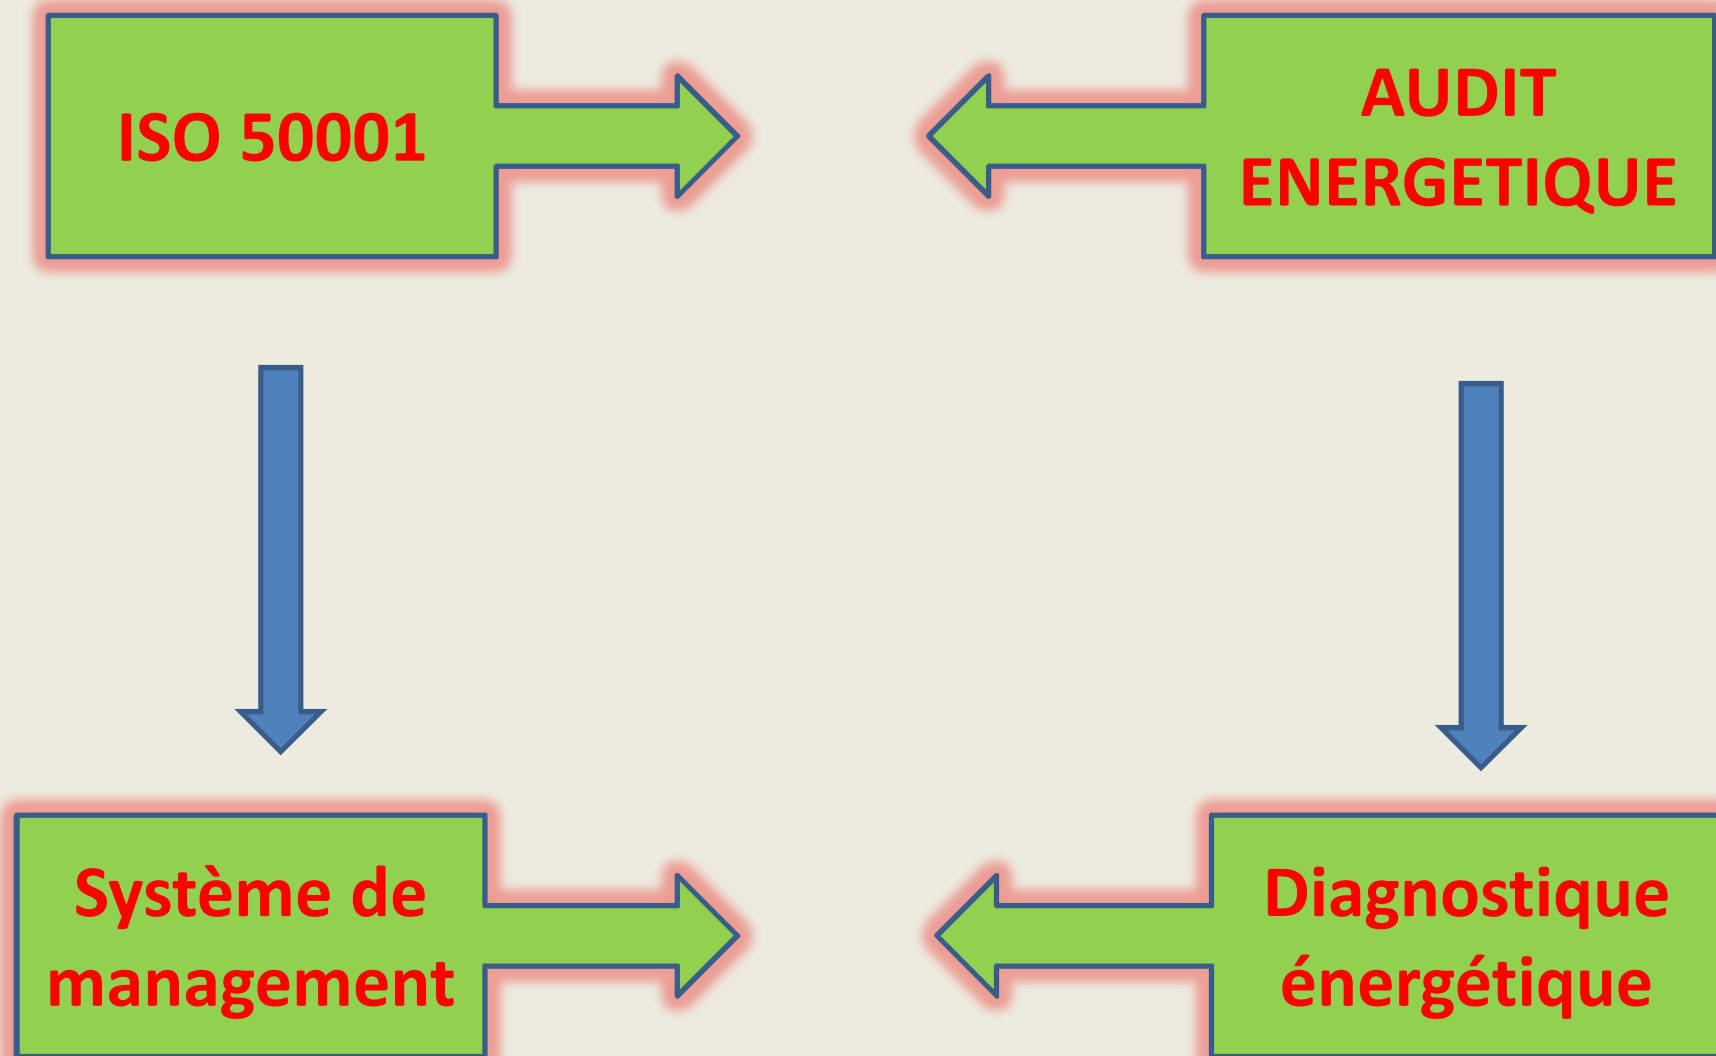 ISO 50001
AUDIT
ENERGETIQUE
Système de
management
Diagnostique
énergétique